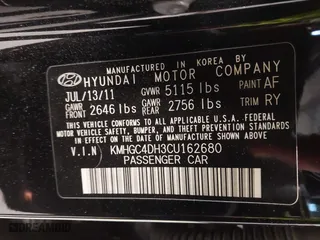 MANUFACTURED IN KOREA BY
HYUNDAI MOTOR COMPANY
JUL/13/11 GVWR 5115 lbs PAINT AF
GAWR FRONT 2646 lbs GAWR REAR 2756 lbs TRIM RY
THIS VEHICLE CONFORMS TO ALL APPLICABLE
U.S. FEDERAL MOTOR VEHICLE SAFETY, BUMPER,
AND THEFT PREVENTION STANDARDS IN EFFECT
ON THE DATE OF MANUFACTURE SHOWN ABOVE.
V.I.N KMHGC4DH3CU162680
PASSENGER CAR